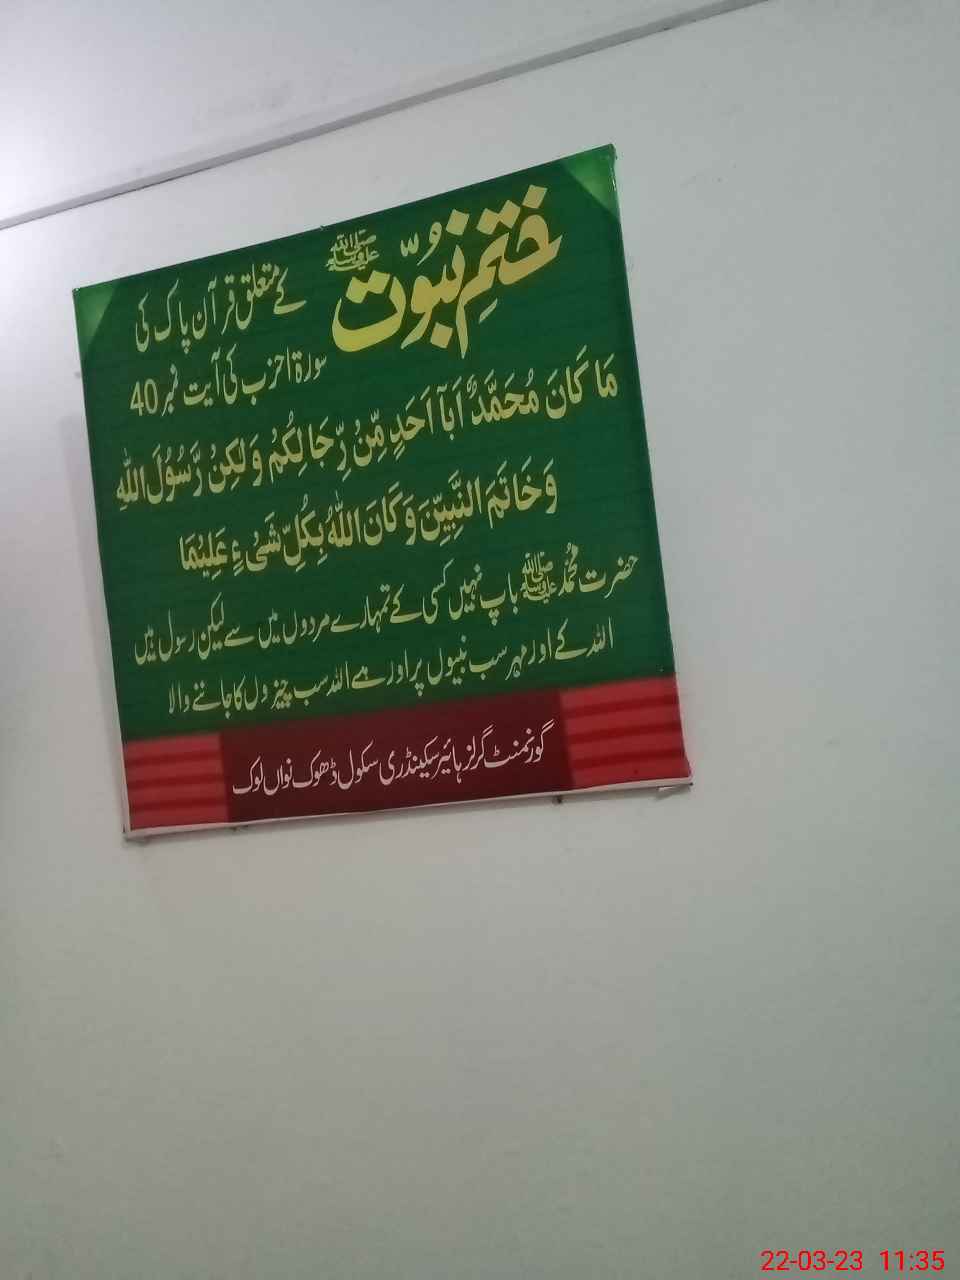 ختمِ نبوّت ﷺ
کے متعلق قرآن پاک کی
سورۃ احزب کی آیت نمبر 40
مَا كَانَ مُحَمَّدٌ اَبَآ اَحَدٍ مِّنْ رِّجَالِكُمْ وَلٰكِنْ رَّسُوْلَ اللّٰهِ
وَخَاتَمَ النَّبِيّٖنَ وَكَانَ اللّٰهُ بِكُلِّ شَیْءٍ عَلِيْمًا
حضرت محمد ﷺ باپ نہیں کسی کے تمہارے مردوں میں سے لیکن رسول ہیں
اللہ کے اور مہر سب نبیوں پر اور ہے اللہ سب چیزوں کا جاننے والا
گورنمنٹ گرلز ہائیر سکینڈری سکول ڈھوک نواں لوک
22-03-23 11:35